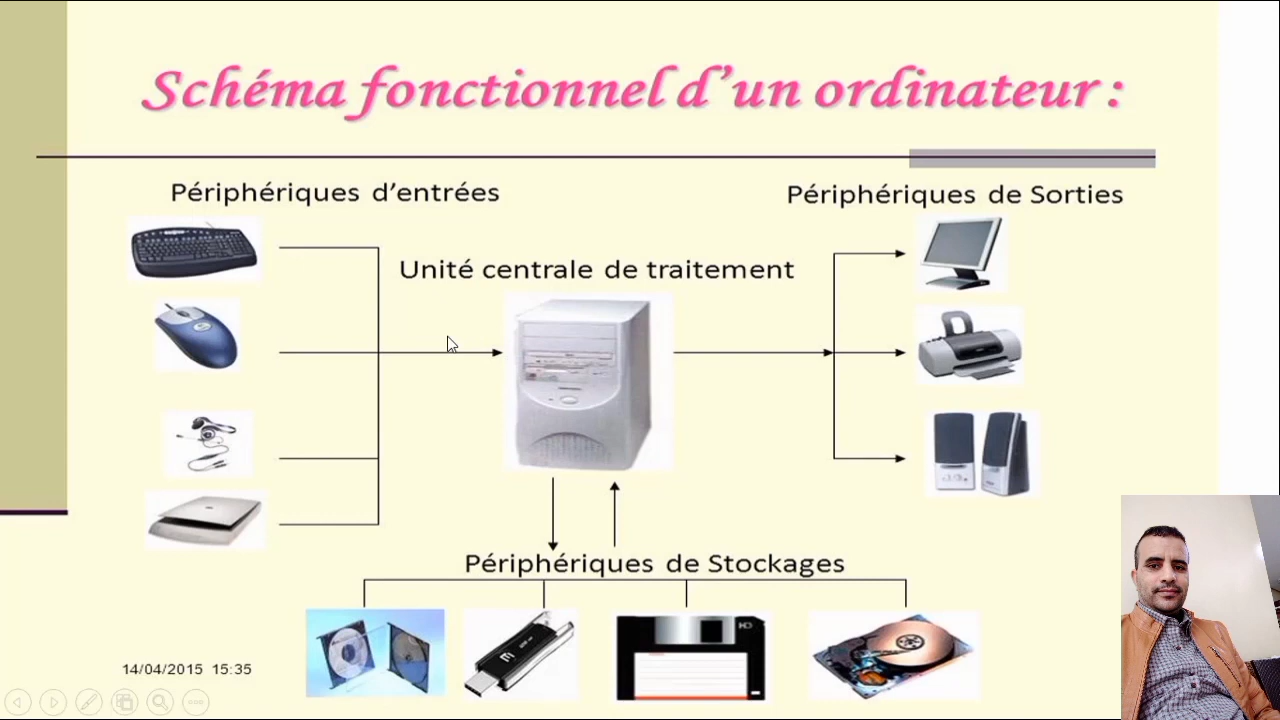 Schéma fonctionnel d’un ordinateur :
Périphériques d’entrées
Périphériques de Sorties
Unité centrale de traitement
Périphériques de Stockages
14/04/2015 15:35